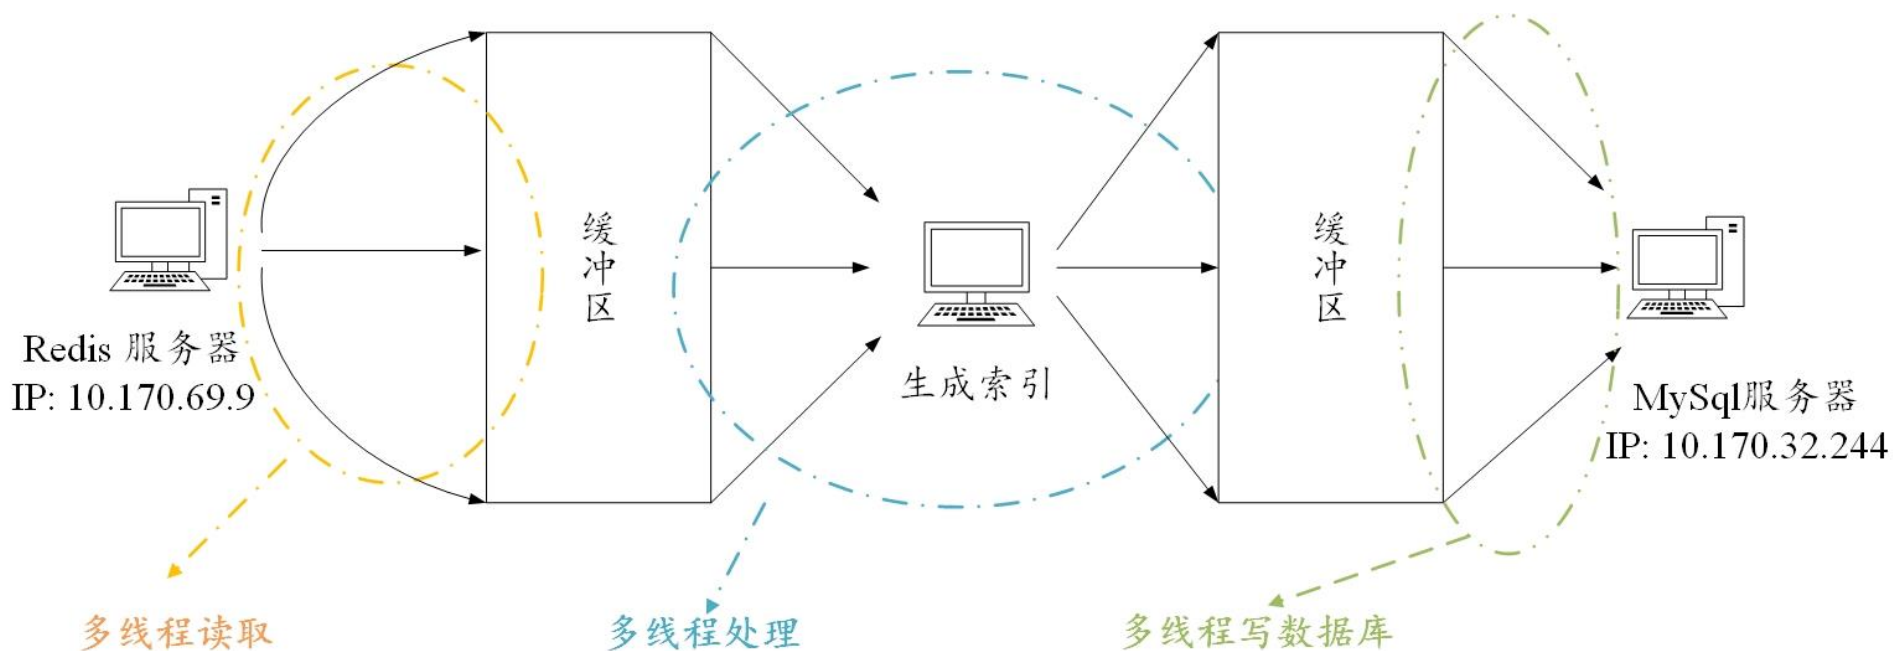 Redis 服务器
IP: 10.170.69.9
缓冲区
生成索引
缓冲区
MySql服务器
IP: 10.170.32.244
多线程读取
多线程处理
多线程写数据库